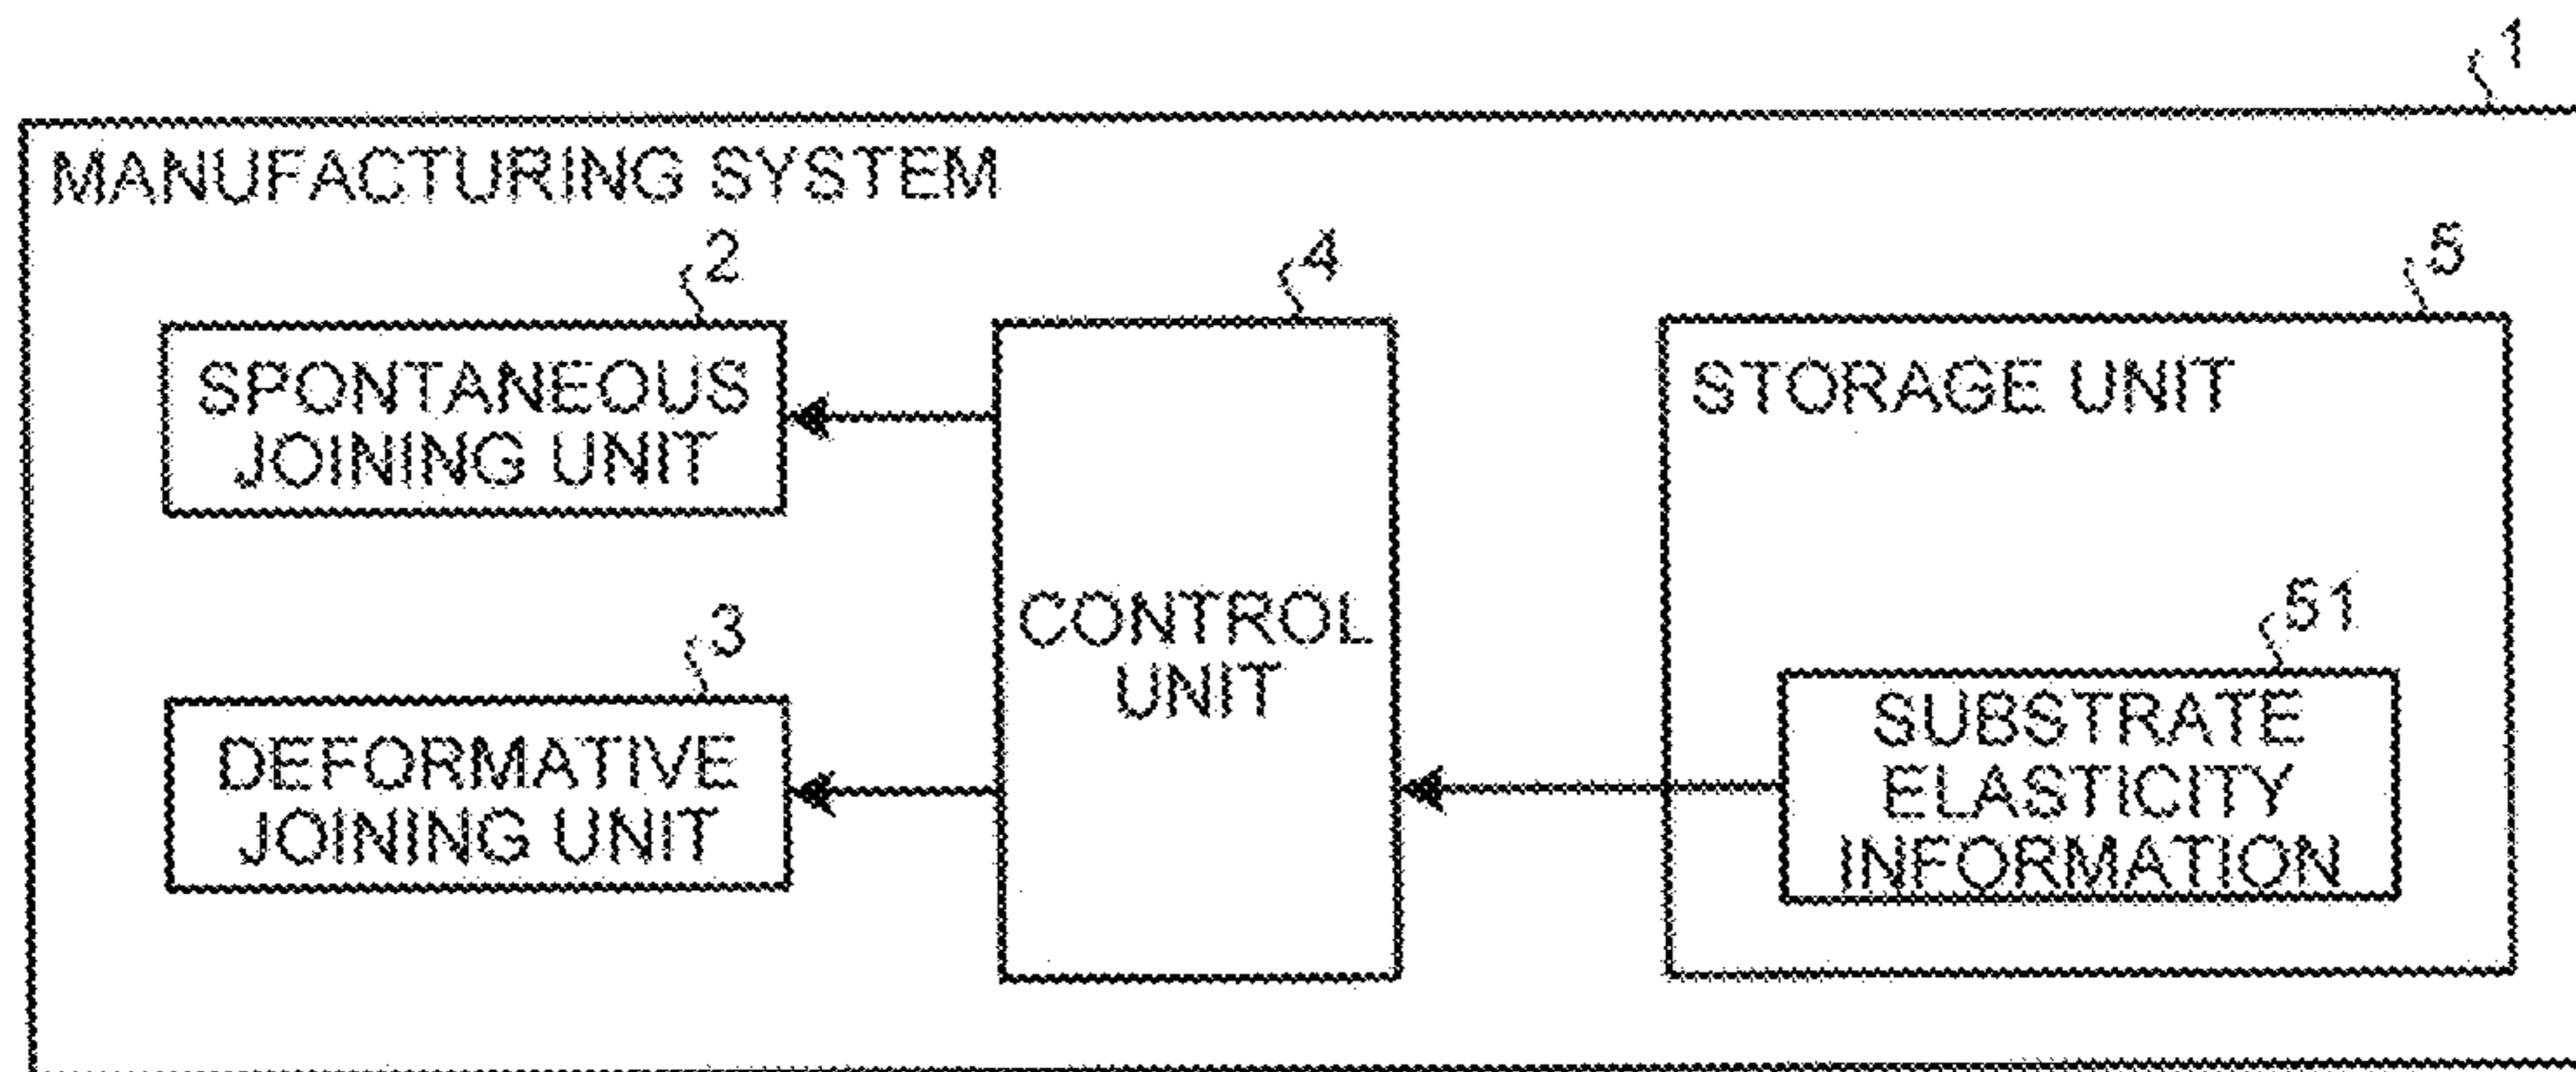 1
MANUFACTURING SYSTEM
2
4
5
SPONTANEOUS
JOINING UNIT
STORAGE UNIT
3
CONTROL
UNIT
51
DEFORMATIVE
JOINING UNIT
SUBSTRATE
ELASTICITY
INFORMATION